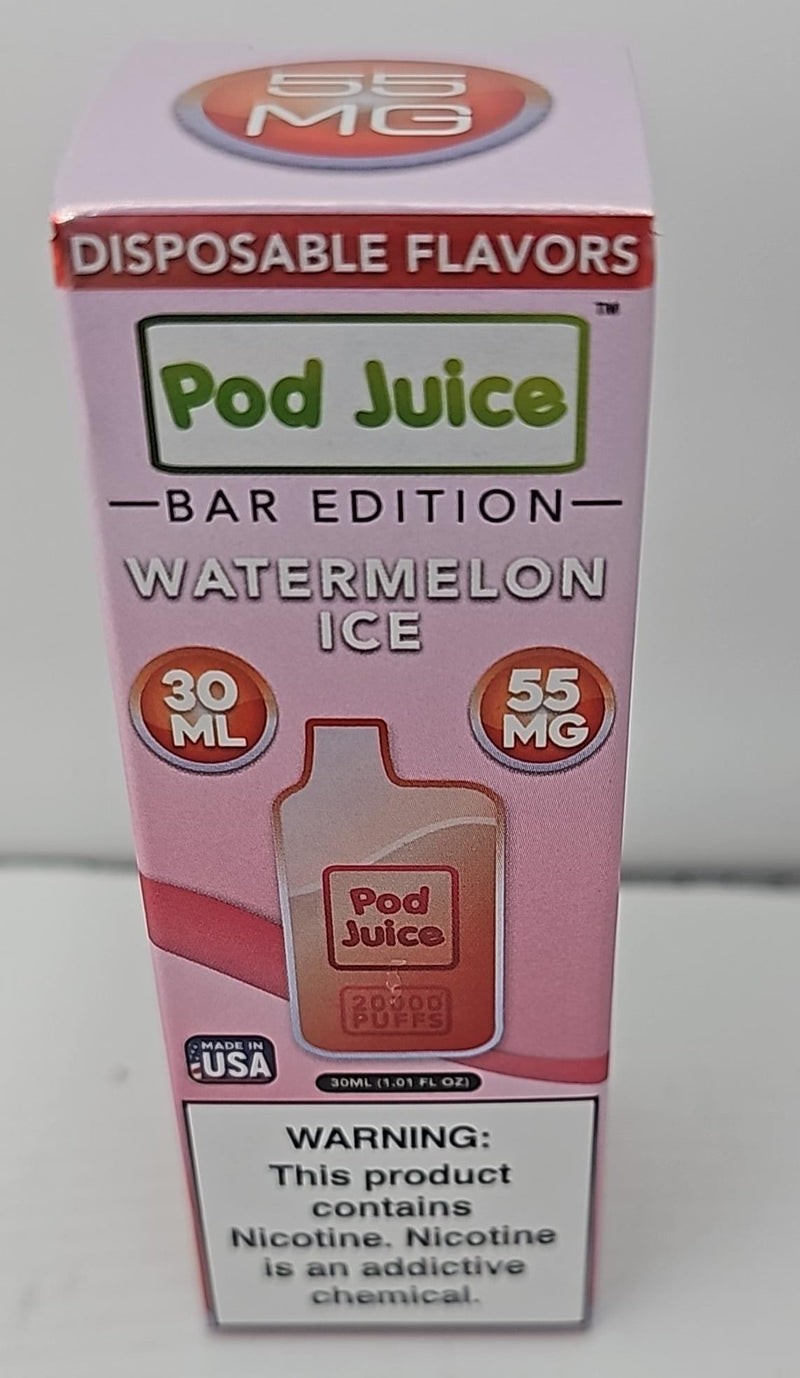 55
MG
DISPOSABLE FLAVORS
Pod Juice
TM
BAR EDITION
WATERMELON
ICE
30
ML
55
MG
Pod
Juice
20000
PUFFS
MADE IN
USA
30ML (1.01 FL OZ)
WARNING:
This product
contains
Nicotine. Nicotine
is an addictive
chemical.